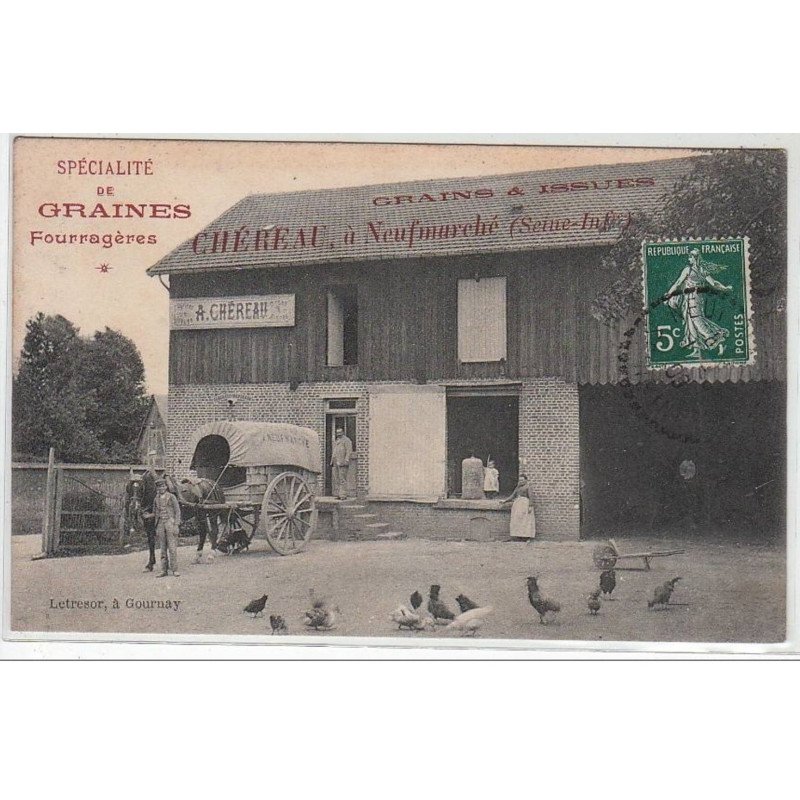 SPÉCIALITÉ
DE
GRAINES
Fourragères
GRAINS & ISSUES
CHÉREAU, à Neufmarché (Seine-Infre)
A. CHÉREAU
REPUBLIQUE FRANÇAISE
5c
POSTES
Letresor, à Gournay